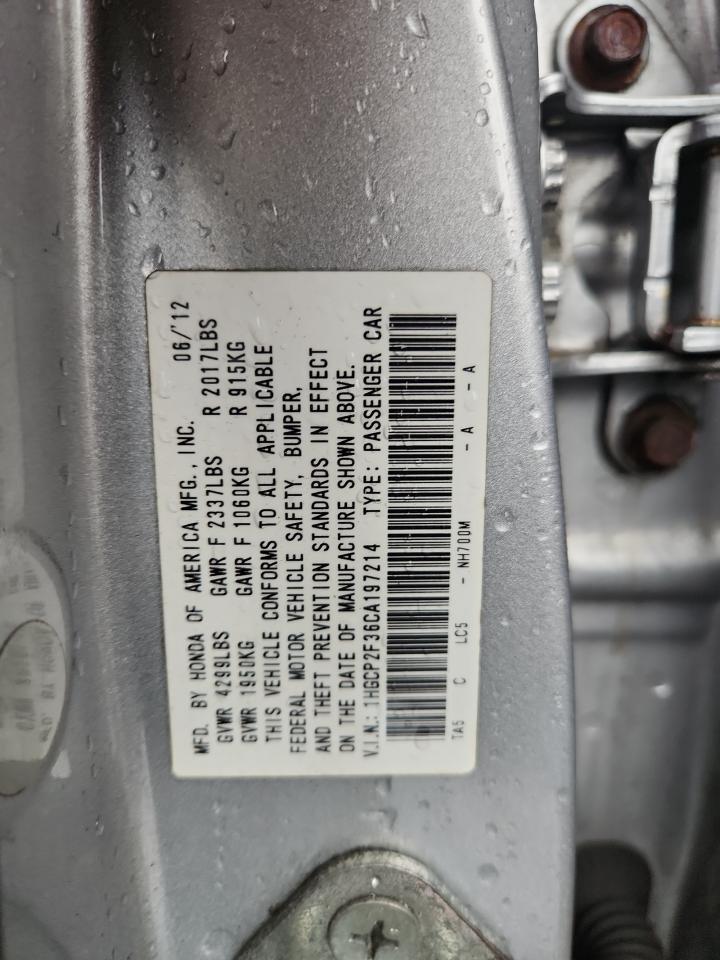 MFD. BY HONDA OF AMERICA MFG., INC. 06/'12
GVWR 4299LBS GAWR F 2337LBS R 2017LBS
GVWR 1950KG GAWR F 1060KG R 915KG
THIS VEHICLE CONFORMS TO ALL APPLICABLE
FEDERAL MOTOR VEHICLE SAFETY, BUMPER,
AND THEFT PREVENTION STANDARDS IN EFFECT
ON THE DATE OF MANUFACTURE SHOWN ABOVE.
V.I.N.: 1HGCP2F36CA197214 TYPE: PASSENGER CAR
TA5 C LC5 - NH700M - A - A